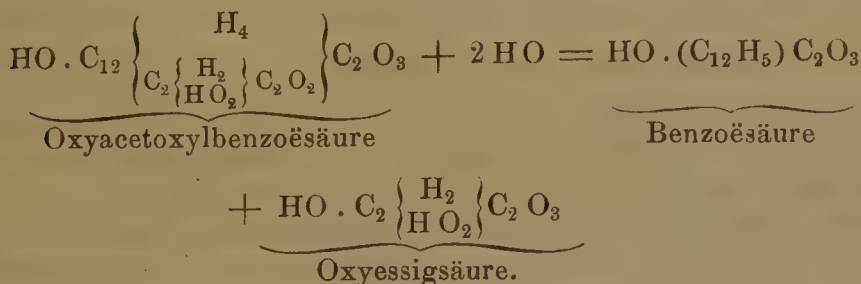 HO . C₁₂ { H₄ C₂ { H₂ HO₂ } C₂ O₂ } C₂ O₃ + 2 HO = HO . (C₁₂ H₅) C₂O₃
Oxyacetoxylbenzoësäure Benzoësäure
+ HO . C₂ { H₂ H O₂ } C₂ O₃
Oxyessigsäure.